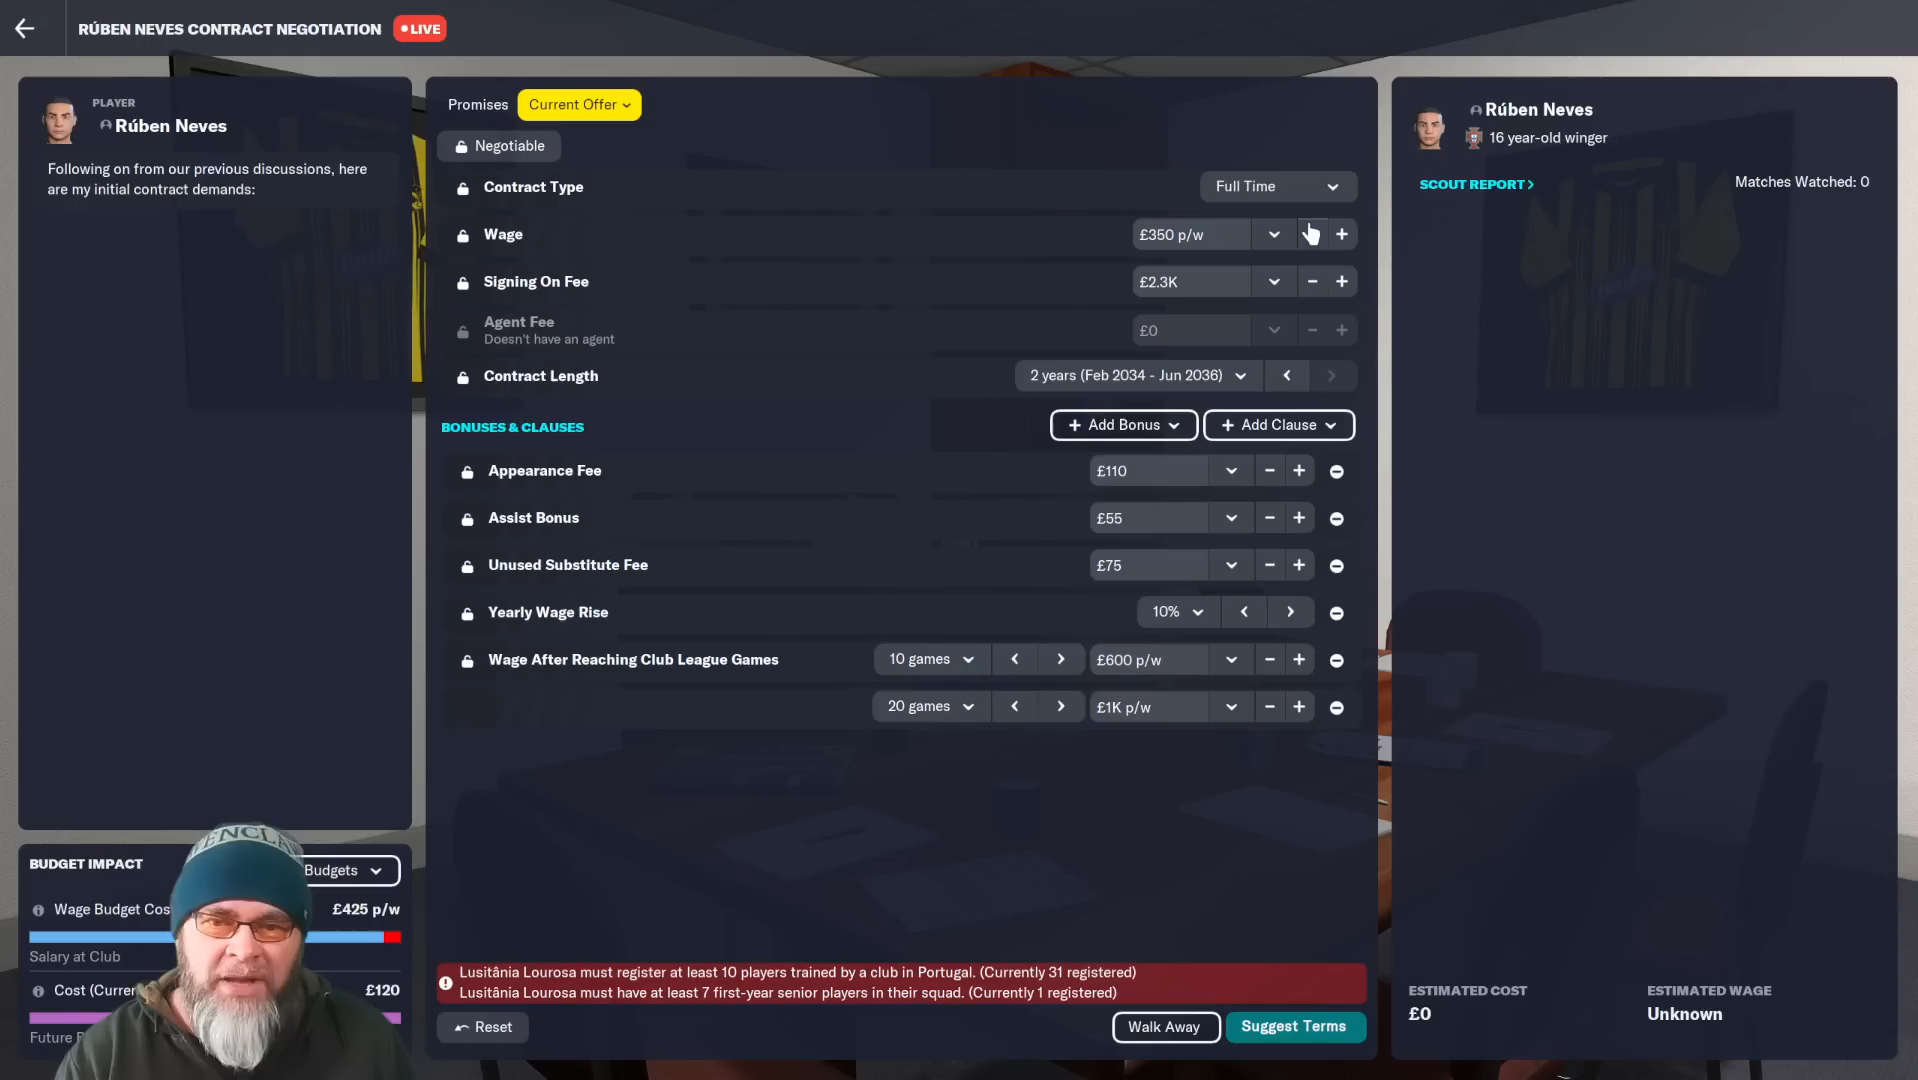 RÚBEN NEVES CONTRACT NEGOTIATION LIVE
PLAYER
Rúben Neves
Following on from our previous discussions, here
are my initial contract demands:
Promises Current Offer
Negotiable
Contract Type Full Time
Wage £350 p/w
Signing On Fee £2.3K
Agent Fee £0
Doesn't have an agent
Contract Length 2 years (Feb 2034 - Jun 2036)
BONUSES & CLAUSES Add Bonus Add Clause
Appearance Fee £110
Assist Bonus £55
Unused Substitute Fee £75
Yearly Wage Rise 10%
Wage After Reaching Club League Games 10 games £600 p/w
20 games £1K p/w
Lusitânia Lourosa must register at least 10 players trained by a club in Portugal. (Currently 31 registered)
Lusitânia Lourosa must have at least 7 first-year senior players in their squad. (Currently 1 registered)
Reset Walk Away Suggest Terms
Rúben Neves
16 year-old winger
SCOUT REPORT Matches Watched: 0
ESTIMATED COST ESTIMATED WAGE
£0 Unknown
BUDGET IMPACT Budgets
Wage Budget £425 p/w
Salary at Club
Cost £120
Future